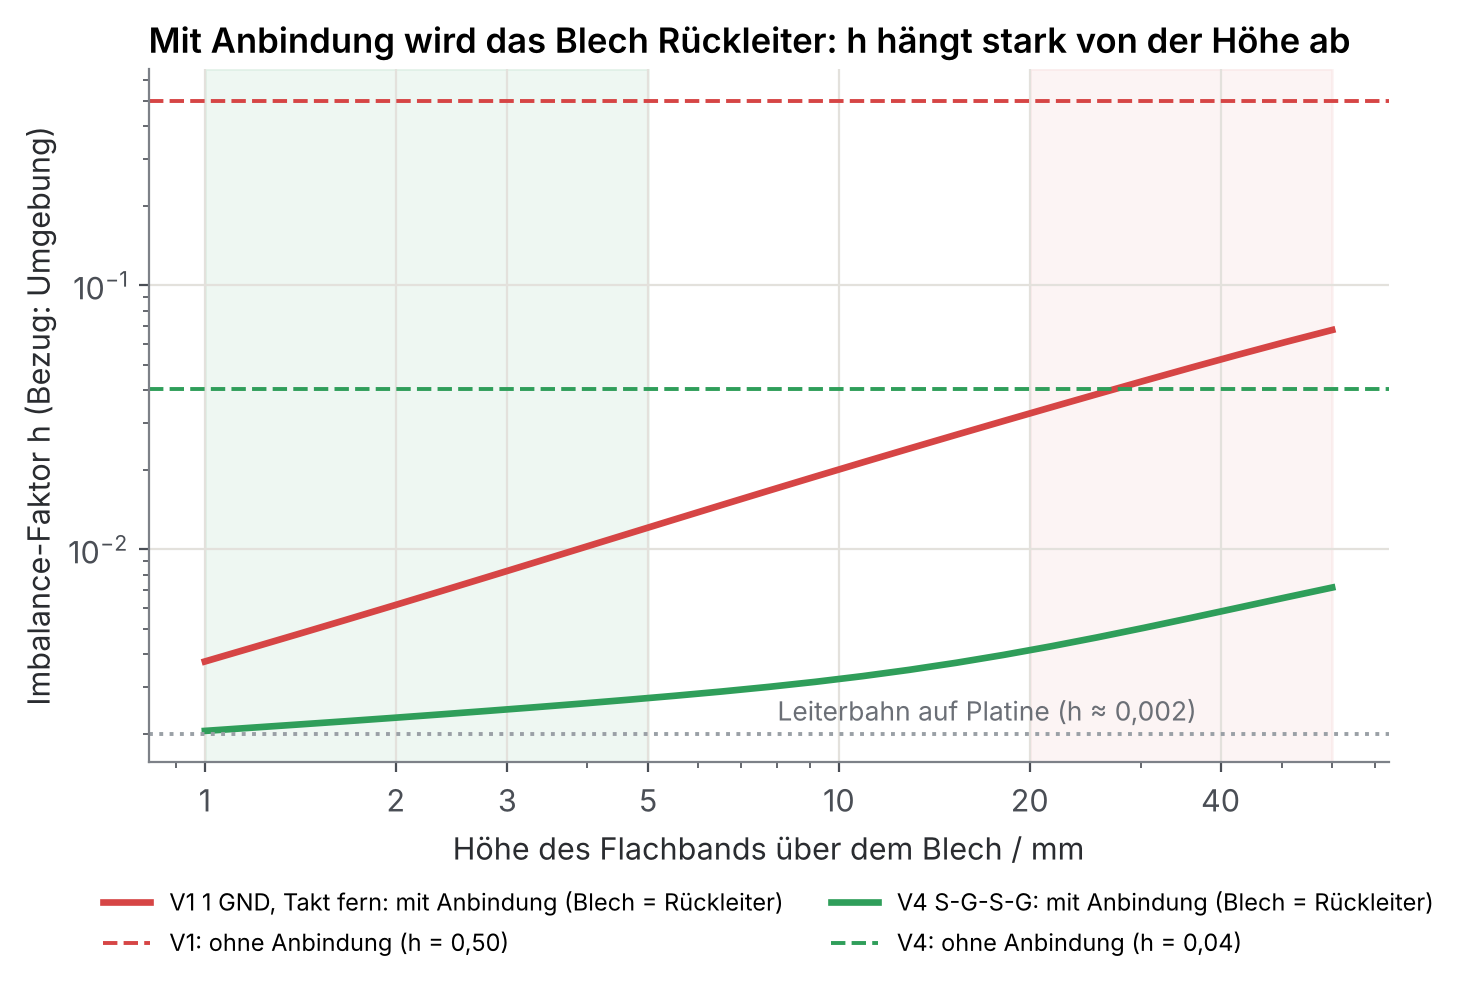 Mit Anbindung wird das Blech Rückleiter: h hängt stark von der Höhe ab
Imbalance-Faktor h (Bezug: Umgebung)
10⁻¹
10⁻²
Leiterbahn auf Platine (h ≈ 0,002)
1 2 3 5 10 20 40
Höhe des Flachbands über dem Blech / mm
V1 1 GND, Takt fern: mit Anbindung (Blech = Rückleiter)
V1: ohne Anbindung (h = 0,50)
V4 S-G-S-G: mit Anbindung (Blech = Rückleiter)
V4: ohne Anbindung (h = 0,04)